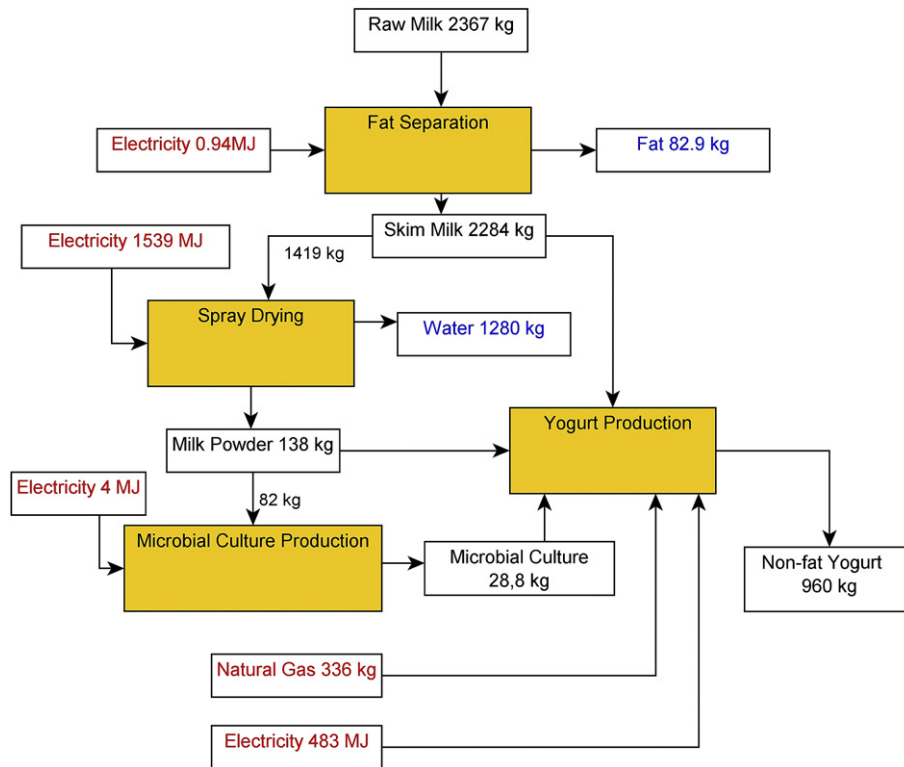 Raw Milk 2367 kg
Fat Separation
Electricity 0.94MJ
Fat 82.9 kg
Skim Milk 2284 kg
Electricity 1539 MJ
1419 kg
Spray Drying
Water 1280 kg
Yogurt Production
Milk Powder 138 kg
Electricity 4 MJ
82 kg
Microbial Culture Production
Microbial Culture
28,8 kg
Non-fat Yogurt
960 kg
Natural Gas 336 kg
Electricity 483 MJ